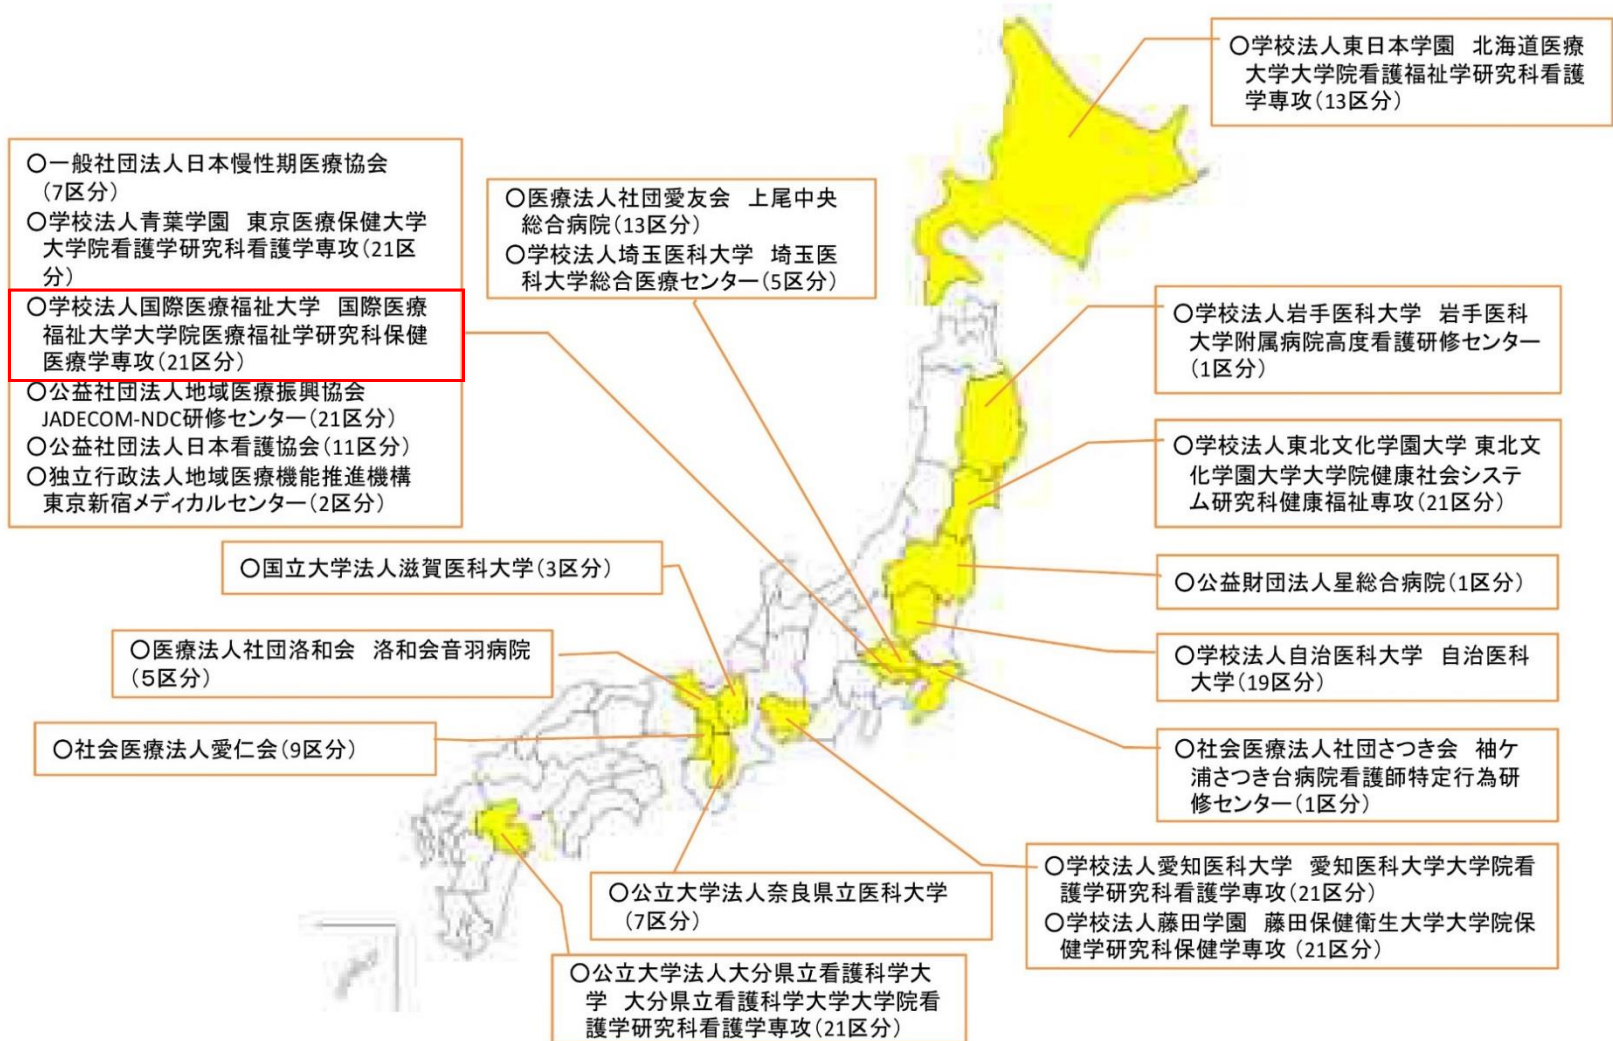 〇学校法人東日本学園 北海道医療
大学大学院看護福祉学研究科看護
学専攻(13区分)
〇一般社団法人日本慢性期医療協会
(7区分)
〇学校法人青葉学園 東京医療保健大学
大学院看護学研究科看護学専攻(21区
分)
〇学校法人国際医療福祉大学 国際医療
福祉大学大学院医療福祉学研究科保健
医療学専攻(21区分)
〇公益社団法人地域医療振興協会
JADECOM-NDC研修センター(21区分)
〇公益社団法人日本看護協会(11区分)
〇独立行政法人地域医療機能推進機構
東京新宿メディカルセンター(2区分)
〇医療法人社団愛友会 上尾中央
総合病院(13区分)
〇学校法人埼玉医科大学 埼玉医
科大学総合医療センター(5区分)
〇学校法人岩手医科大学 岩手医科
大学附属病院高度看護研修センター
(1区分)
〇学校法人東北文化学園大学 東北文
化学園大学大学院健康社会システ
ム研究科健康福祉専攻(21区分)
〇国立大学法人滋賀医科大学(3区分)
〇公益財団法人星総合病院(1区分)
〇医療法人社団洛和会 洛和会音羽病院
(5区分)
〇学校法人自治医科大学 自治医科
大学(19区分)
〇社会医療法人愛仁会(9区分)
〇社会医療法人社団さつき会 袖ケ
浦さつき台病院看護師特定行為研
修センター(1区分)
〇学校法人愛知医科大学 愛知医科大学大学院看
護学研究科看護学専攻(21区分)
〇学校法人藤田学園 藤田保健衛生大学大学院保
健学研究科保健学専攻 (21区分)
〇公立大学法人奈良県立医科大学
(7区分)
〇公立大学法人大分県立看護科学大
学 大分県立看護科学大学大学院看
護学研究科看護学専攻(21区分)